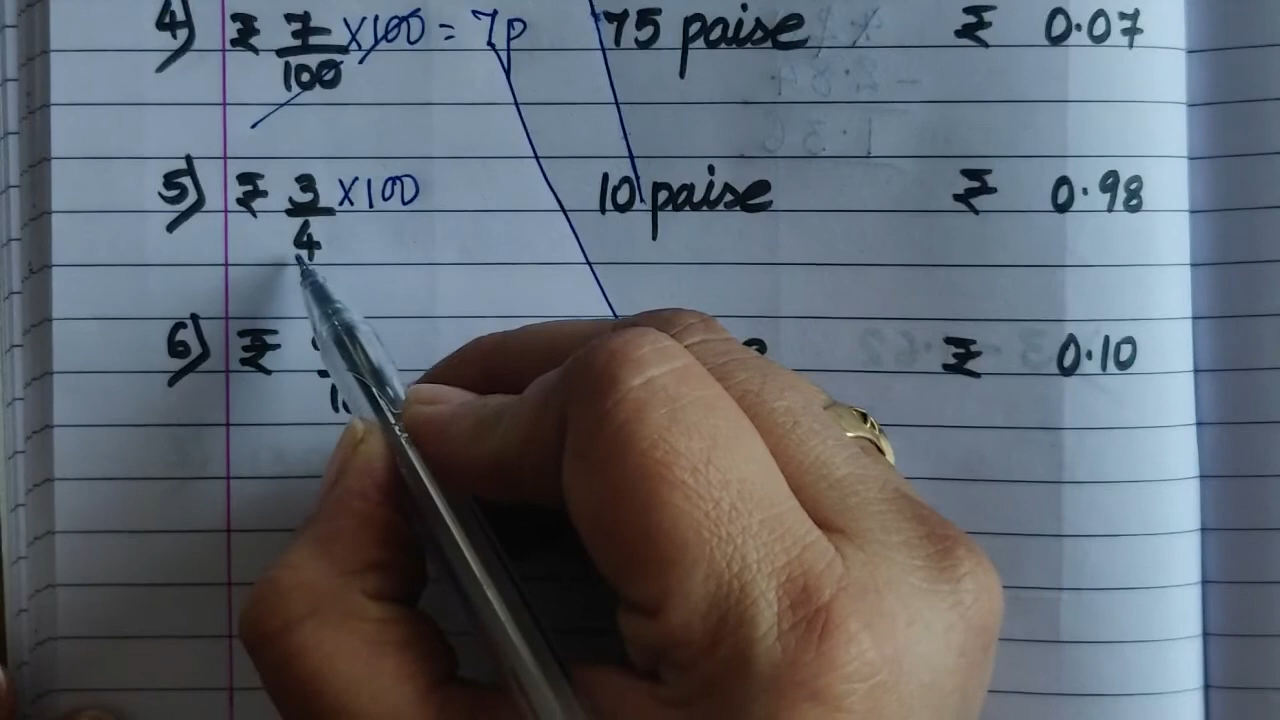 4) ₹ 7/100 ×100 = 7p 75 paise ₹ 0.07
5) ₹ 3/4 ×100 10 paise ₹ 0.98
6) ₹ ₹ 0.10